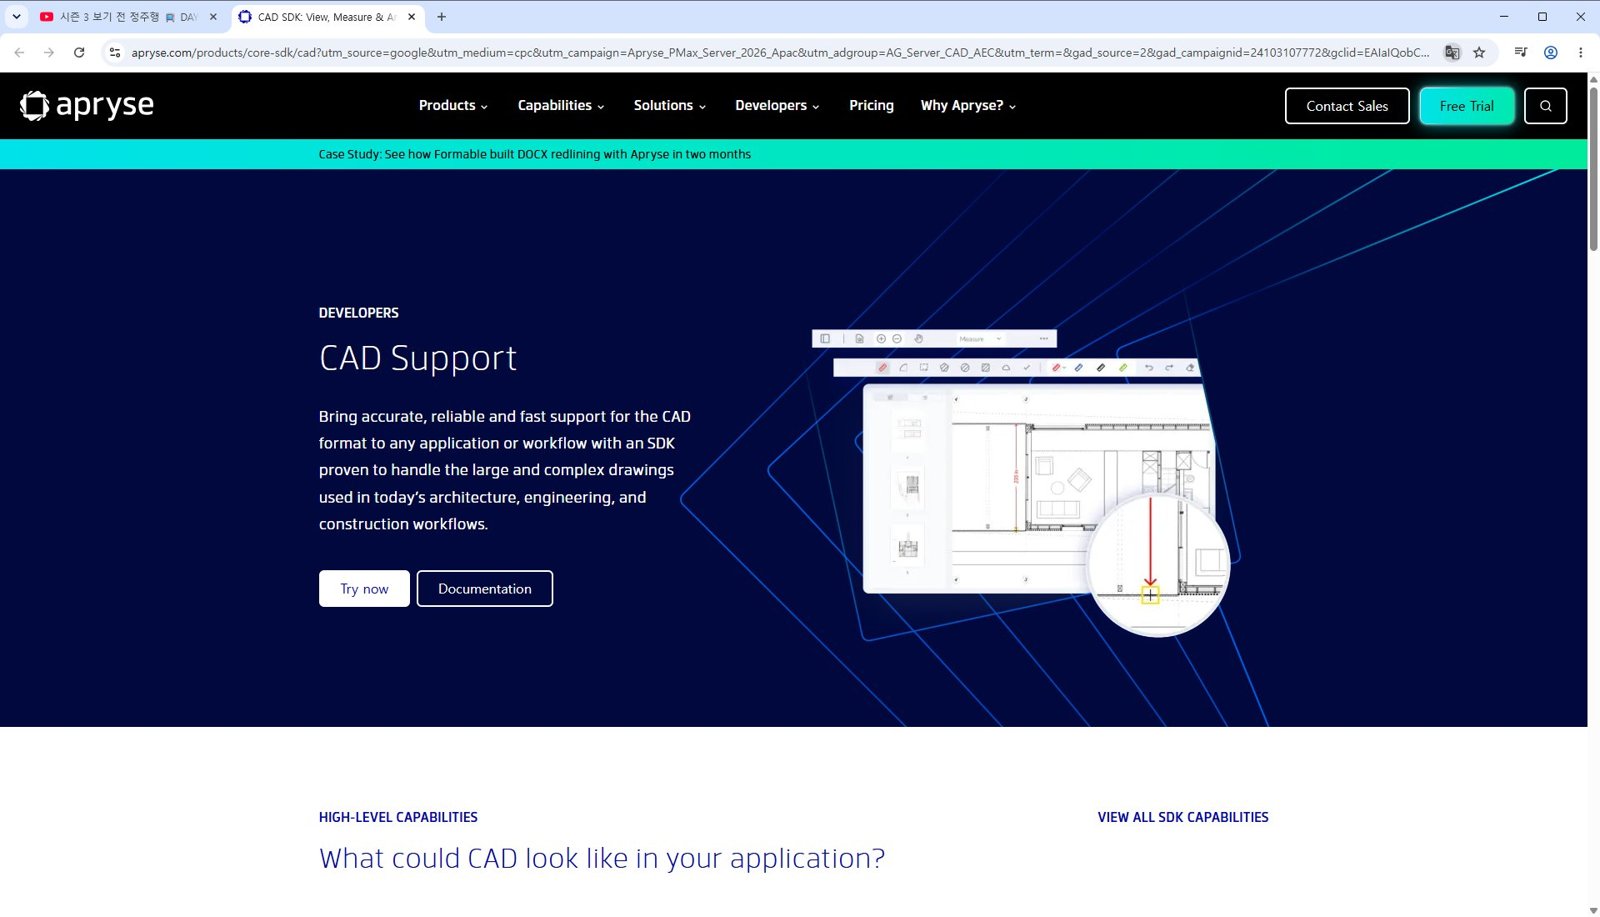 시즌 3 보기 전 정주행 DAY
CAD SDK: View, Measure & A
apryse.com/products/core-sdk/cad?utm_source=google&utm_medium=cpc&utm_campaign=Apryse_PMax_Server_2026_Apac&utm_adgroup=AG_Server_CAD_AEC&utm_term=&gad_source=2&gad_campaignid=24103107772&gclid=EAIaIQobC...
apryse
Products
Capabilities
Solutions
Developers
Pricing
Why Apryse?
Contact Sales
Free Trial
Case Study: See how Formable built DOCX redlining with Apryse in two months
DEVELOPERS
CAD Support
Bring accurate, reliable and fast support for the CAD
format to any application or workflow with an SDK
proven to handle the large and complex drawings
used in today's architecture, engineering, and
construction workflows.
Try now
Documentation
Measure
HIGH-LEVEL CAPABILITIES
VIEW ALL SDK CAPABILITIES
What could CAD look like in your application?